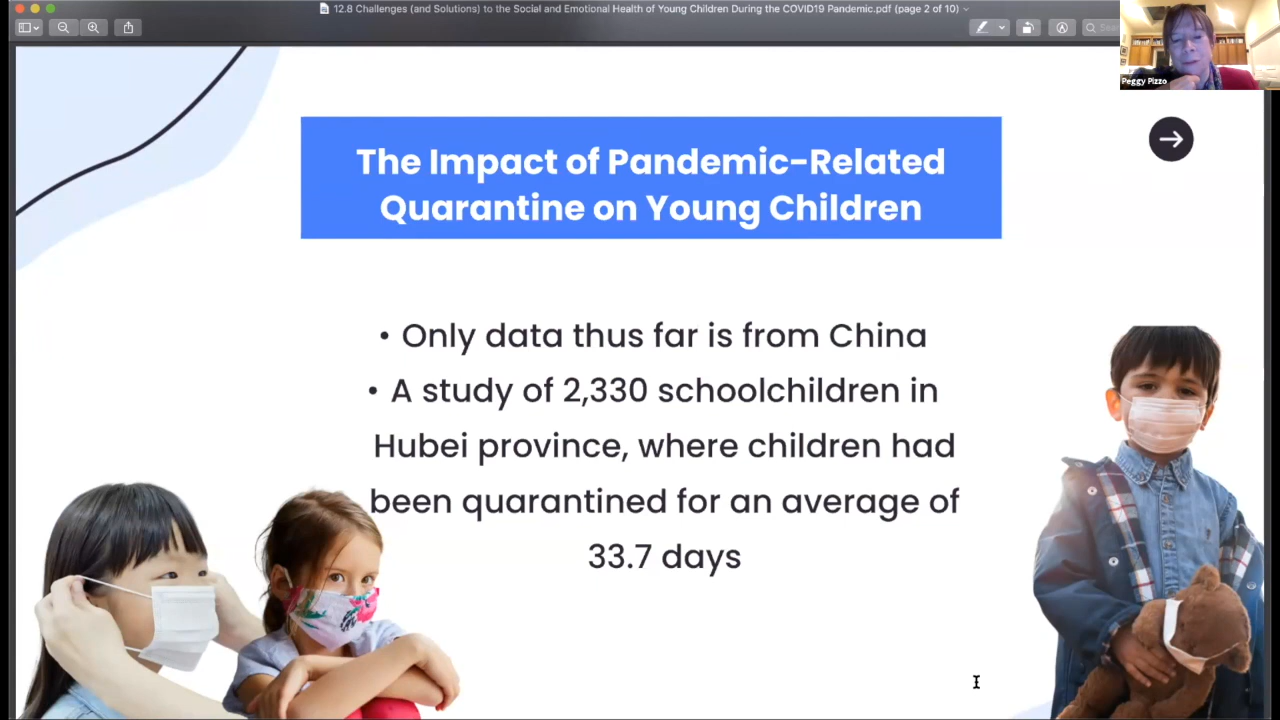 12.8 Challenges (and Solutions) to the Social and Emotional Health of Young Children During the COVID19 Pandemic.pdf (page 2 of 10)
Peggy Pizzo
The Impact of Pandemic-Related
Quarantine on Young Children
• Only data thus far is from China
• A study of 2,330 schoolchildren in
Hubei province, where children had
been quarantined for an average of
33.7 days